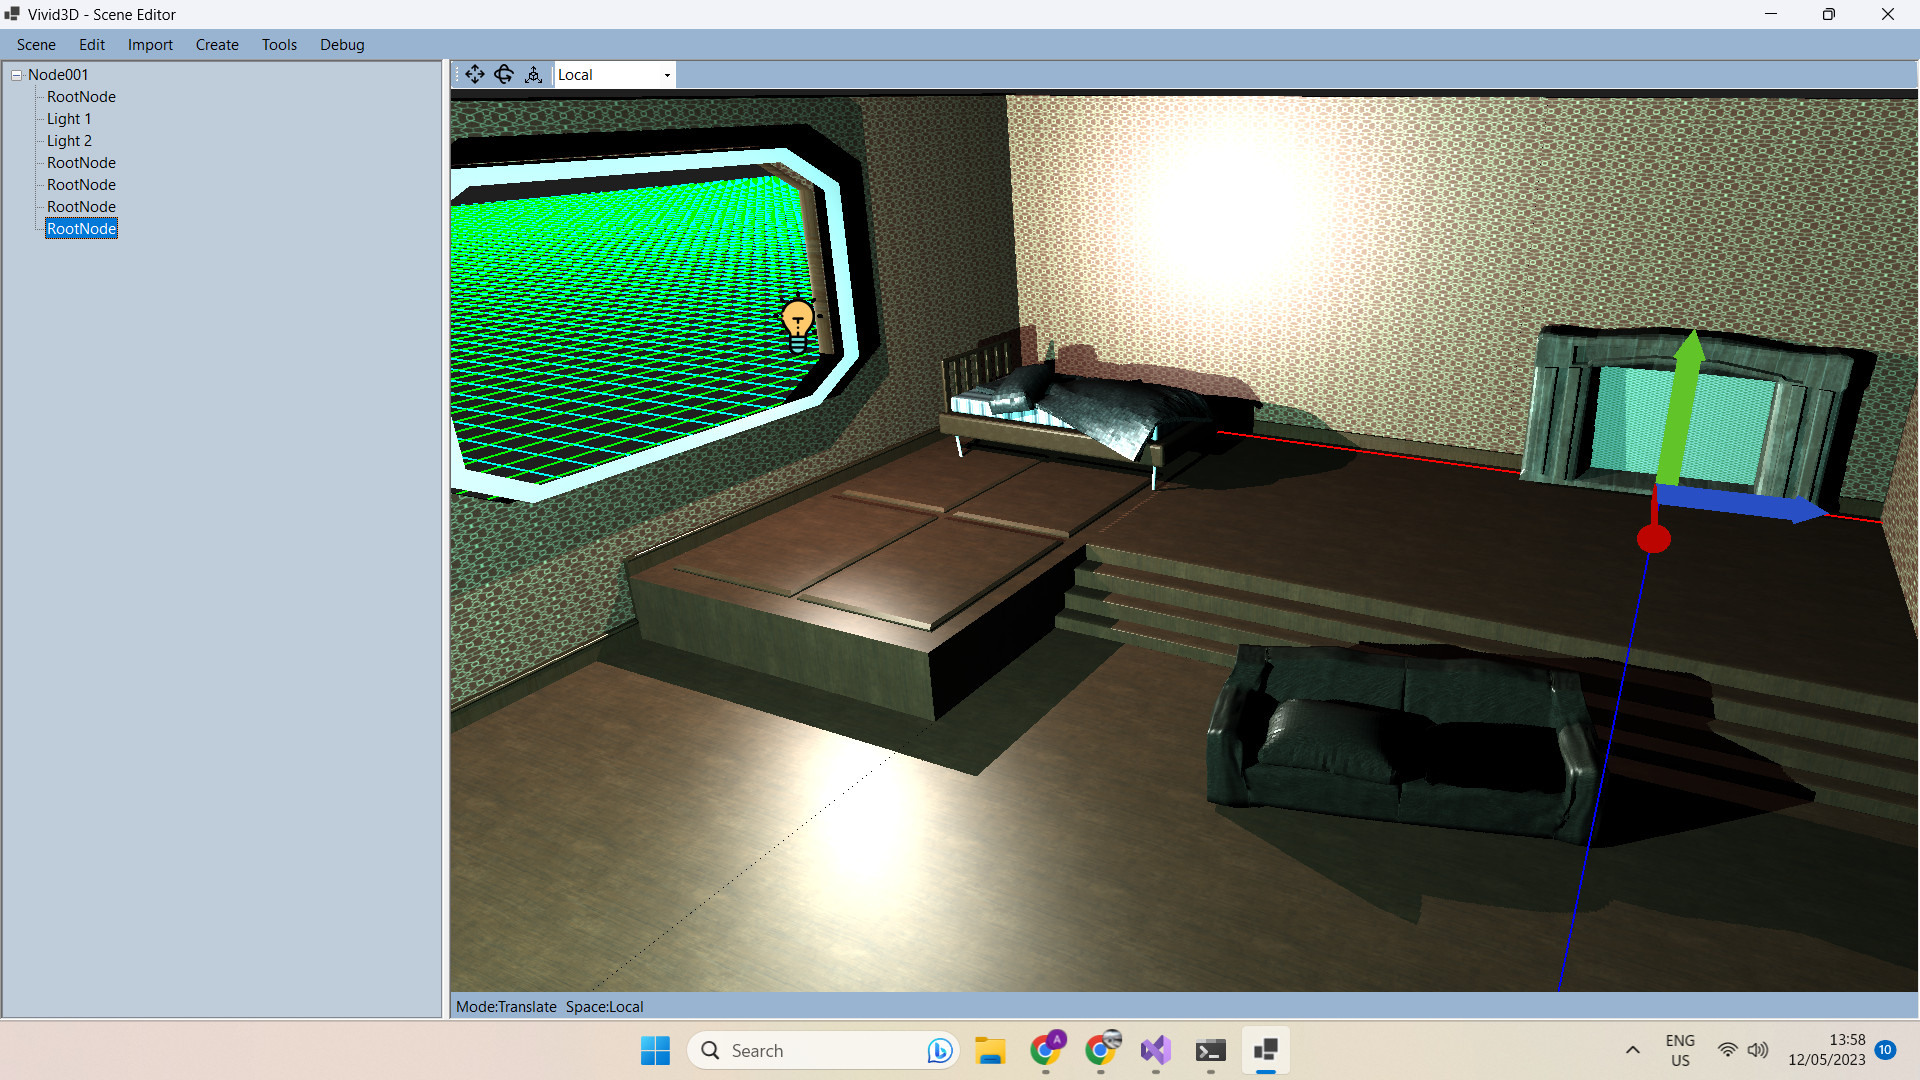 Vivid3D - Scene Editor
Scene Edit Import Create Tools Debug
Node001
RootNode
Light 1
Light 2
RootNode
RootNode
RootNode
RootNode
Local
Mode:Translate Space:Local
Search
A
ENG
US
13:58
12/05/2023
10